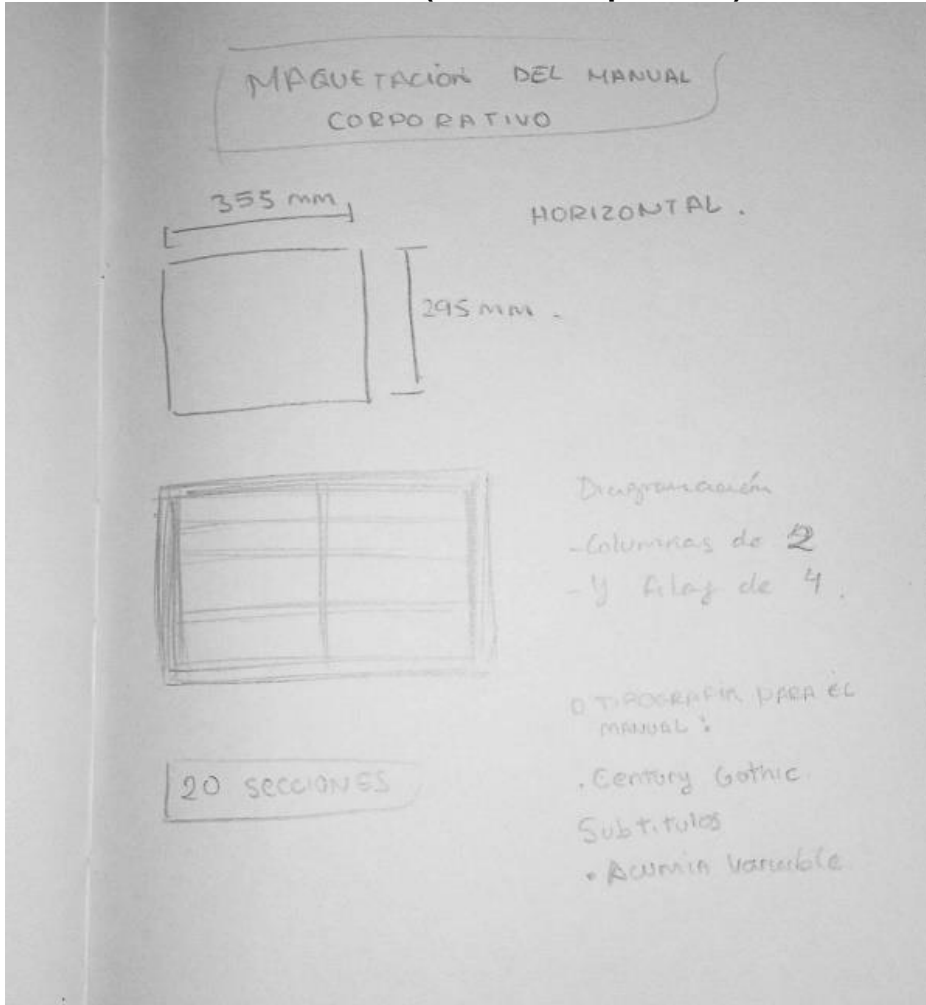 MAQUETACIÓN DEL MANUAL
CORPORATIVO
355 mm
HORIZONTAL.
295 mm.
Diagramación
-Columnas de 2
- Y filas de 4.
TIPOGRAFÍA PARA EL
MANUAL:
. Century Gothic.
20 SECCIONES
Subtitulos
• Acumin Variable